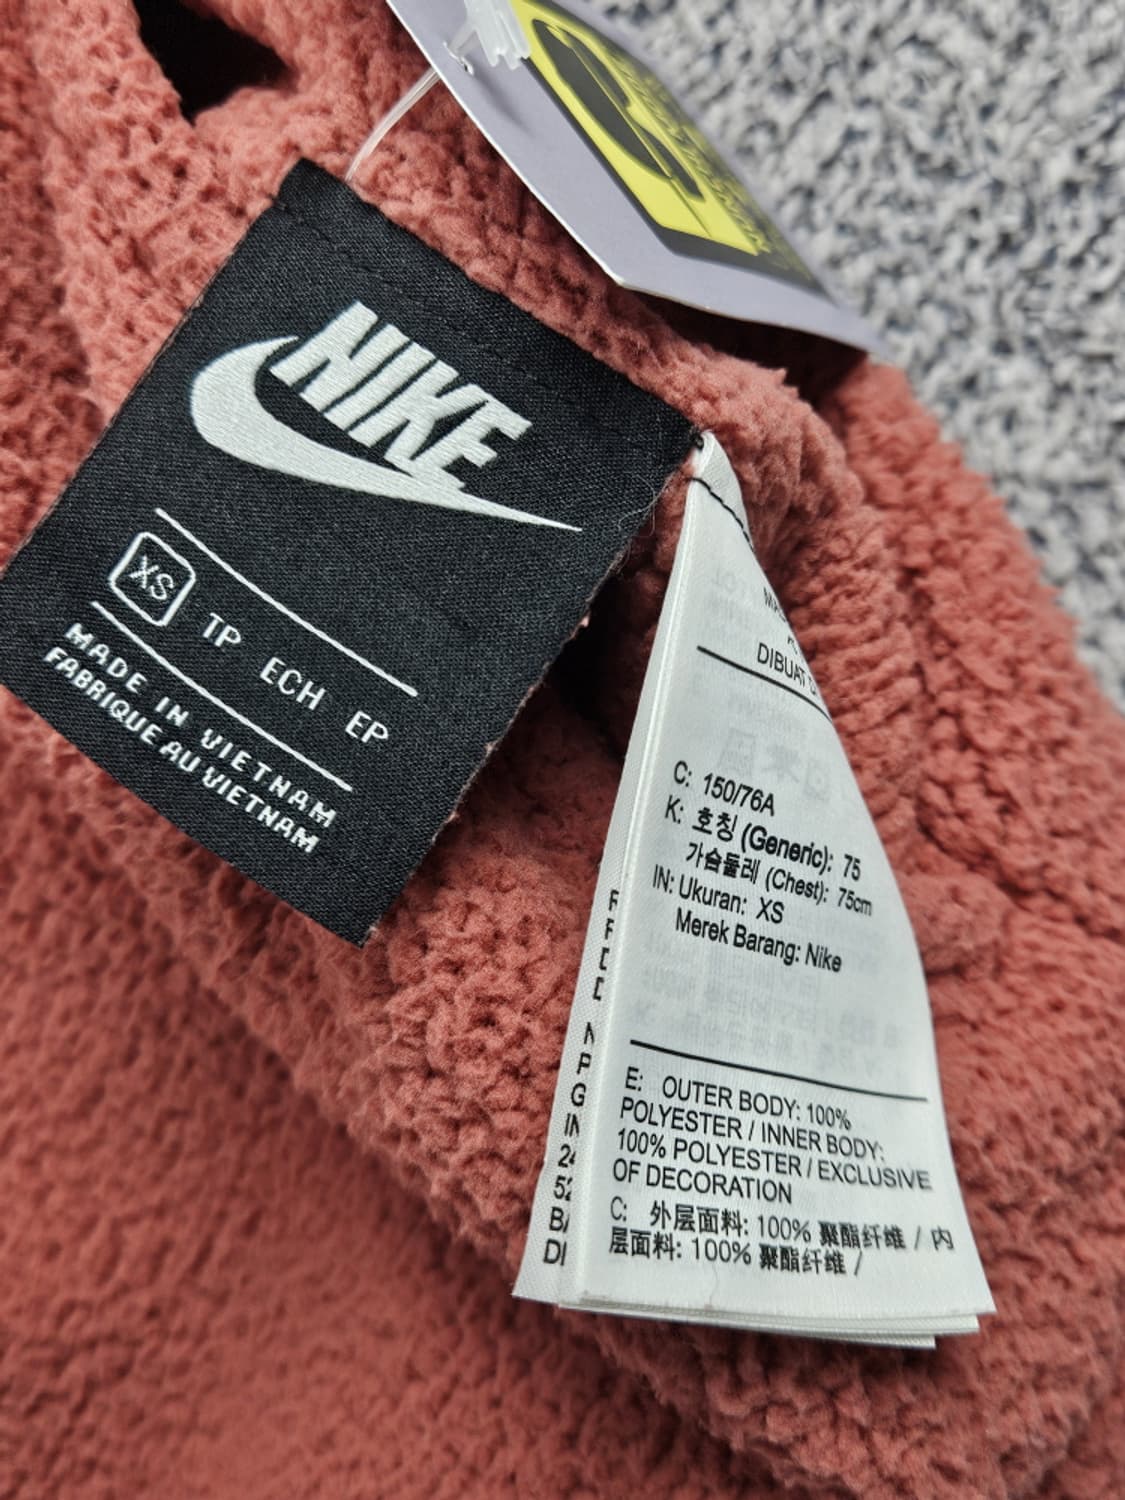 NIKE
XS TP ECH EP
MADE IN VIETNAM
FABRIQUE AU VIETNAM
DIBUAT
C: 150/76A
K: 호칭 (Generic): 75
가슴둘레 (Chest): 75cm
IN: Ukuran: XS
Merek Barang: Nike
E: OUTER BODY: 100%
POLYESTER / INNER BODY:
100% POLYESTER / EXCLUSIVE
OF DECORATION
C: 外层面料: 100% 聚酯纤维 / 内
层面料: 100% 聚酯纤维 /